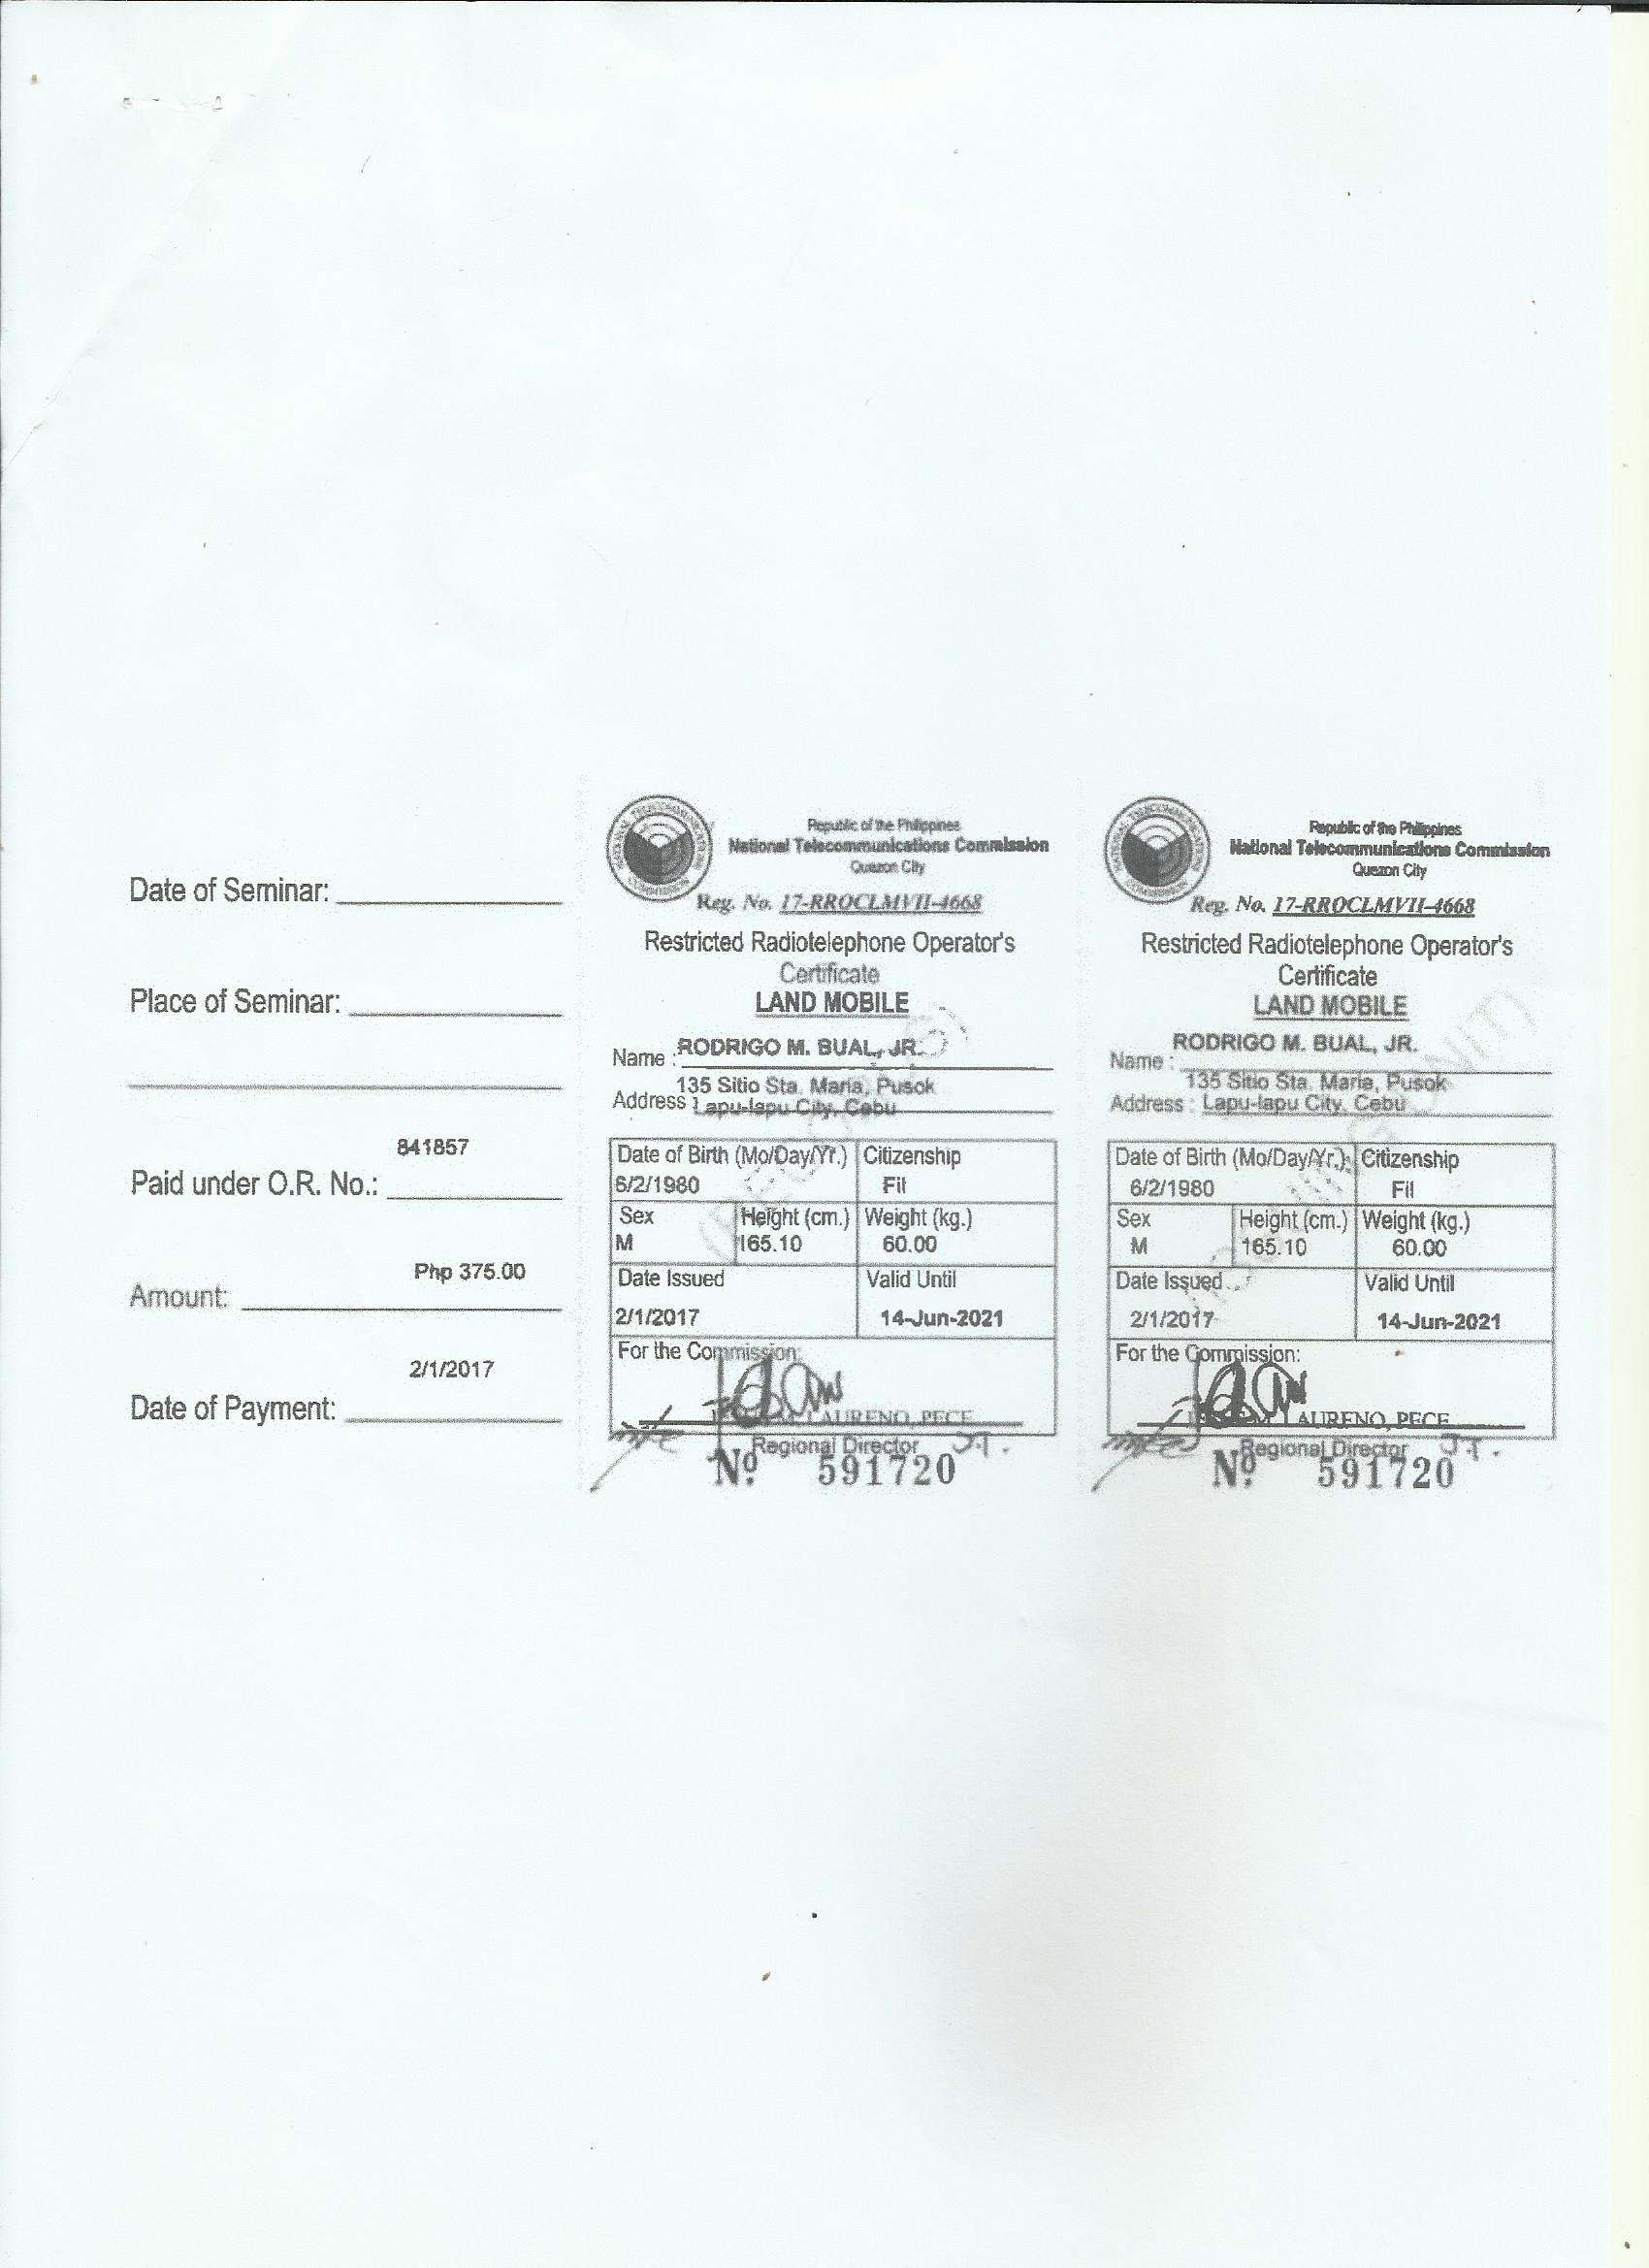 Date of Seminar:
Place of Seminar:
841857
Paid under O.R. No.:
Php 375.00
Amount:
2/1/2017
Date of Payment:
Republic of the Philippines
National Telecommunications Commission
Quezon City
Reg. No. 17-RROCLMVII-4668
Restricted Radiotelephone Operator's
Certificate
LAND MOBILE
Name : RODRIGO M. BUAL, JR.
135 Sitio Sta. Maria, Pusok
Address : Lapu-lapu City, Cebu
Date of Birth (Mo/Day/Yr.) Citizenship
6/2/1980 Fil
Sex Height (cm.) Weight (kg.)
M 165.10 60.00
Date Issued Valid Until
2/1/2017 14-Jun-2021
For the Commission:
LAURENO, PECE
Regional Director
Nº 591720
Republic of the Philippines
National Telecommunications Commission
Quezon City
Reg. No. 17-RROCLMVII-4668
Restricted Radiotelephone Operator's
Certificate
LAND MOBILE
RODRIGO M. BUAL, JR.
Name :
135 Sitio Sta. Maria, Pusok
Address : Lapu-lapu City, Cebu
Date of Birth (Mo/Day/Yr.) Citizenship
6/2/1980 Fil
Sex Height (cm.) Weight (kg.)
M 165.10 60.00
Date Issued Valid Until
2/1/2017 14-Jun-2021
For the Commission:
LAURENO, PECE
Regional Director
Nº 591720